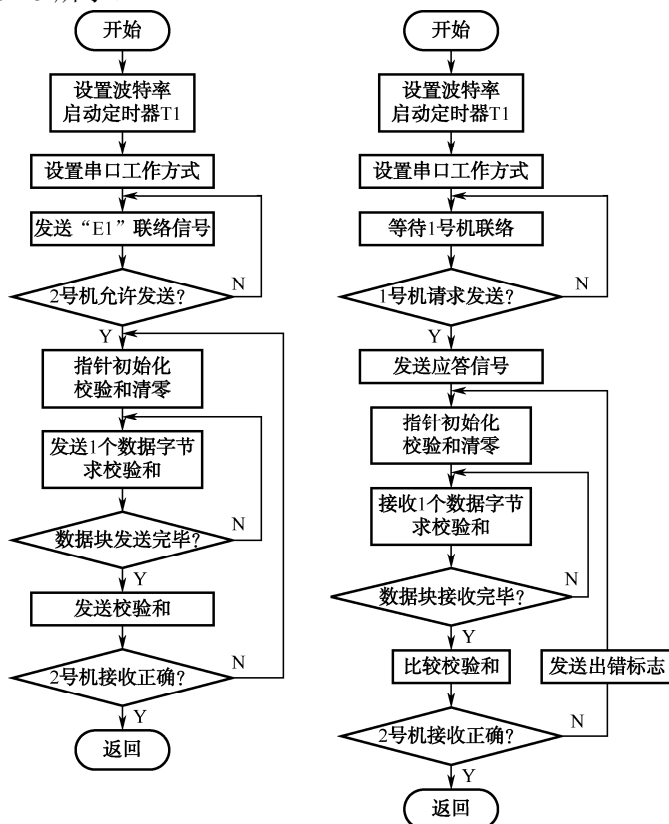 开始
设置波特率
启动定时器T1
设置串口工作方式
发送“E1”联络信号
2号机允许发送?
N
Y
指针初始化
校验和清零
发送1个数据字节
求校验和
数据块发送完毕?
N
Y
发送校验和
2号机接收正确?
N
Y
返回
开始
设置波特率
启动定时器T1
设置串口工作方式
等待1号机联络
1号机请求发送?
N
Y
发送应答信号
指针初始化
校验和清零
接收1个数据字节
求校验和
数据块接收完毕?
N
Y
比较校验和
发送出错标志
2号机接收正确?
N
Y
返回